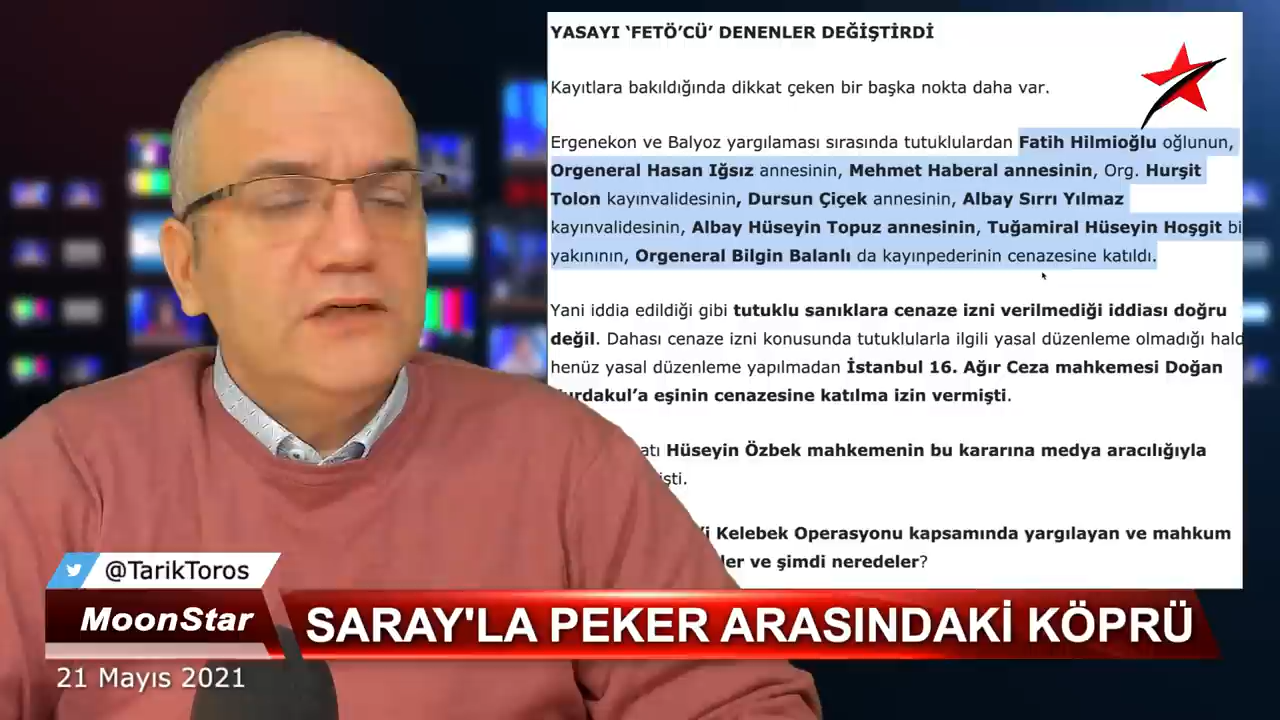 YASAYI ‘FETÖ’CÜ’ DENENLER DEĞİŞTİRDİ
Kayıtlara bakıldığında dikkat çeken bir başka nokta daha var.
Ergenekon ve Balyoz yargılaması sırasında tutuklulardan Fatih Hilmioğlu oğlunun,
Orgeneral Hasan Iğsız annesinin, Mehmet Haberal annesinin, Org. Hurşit
Tolon kayınvalidesinin, Dursun Çiçek annesinin, Albay Sırrı Yılmaz
kayınvalidesinin, Albay Hüseyin Topuz annesinin, Tuğamiral Hüseyin Hoşgit bi
yakınının, Orgeneral Bilgin Balanlı da kayınpederinin cenazesine katıldı.
Yani iddia edildiği gibi tutuklu sanıklara cenaze izni verilmediği iddiası doğru
değil. Dahası cenaze izni konusunda tutuklularla ilgili yasal düzenleme olmadığı hald
henüz yasal düzenleme yapılmadan İstanbul 16. Ağır Ceza mahkemesi Doğan
urdakul’a eşinin cenazesine katılma izin vermişti.
atı Hüseyin Özbek mahkemenin bu kararına medya aracılığıyla
işti.
Kelebek Operasyonu kapsamında yargılayan ve mahkum
ler ve şimdi neredeler?
@TarikToros
MoonStar
SARAY'LA PEKER ARASINDAKİ KÖPRÜ
21 Mayıs 2021